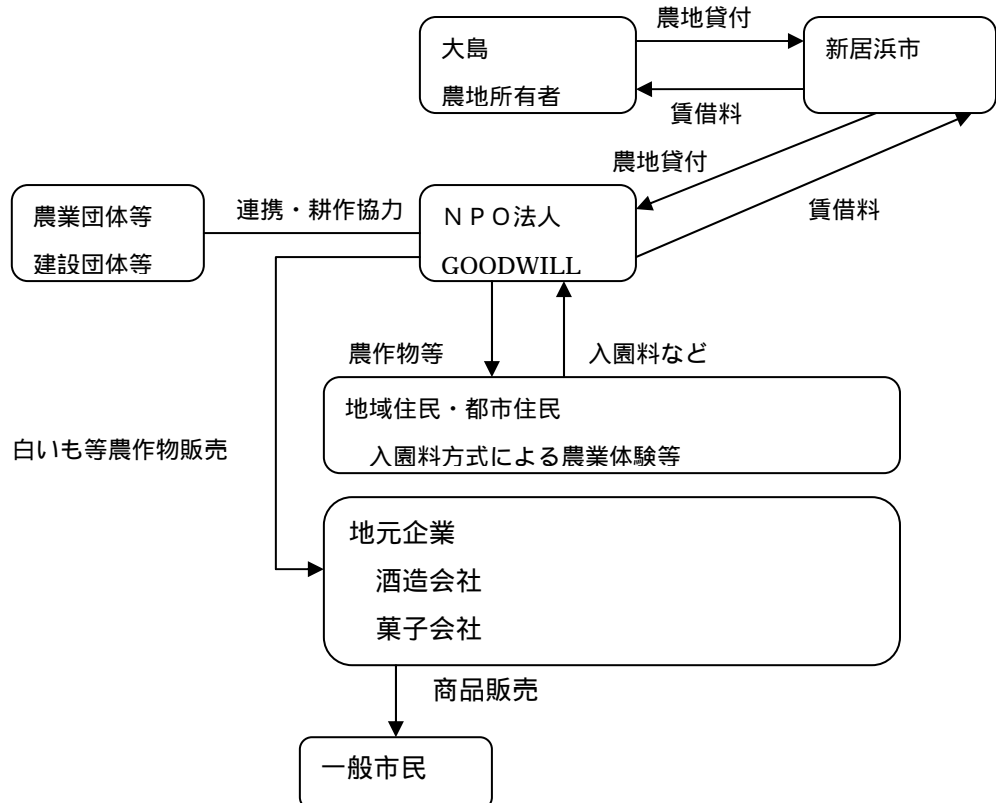 農地貸付
大島
農地所有者
新居浜市
賃借料
農地貸付
賃借料
農業団体等
建設団体等
連携・耕作協力
ＮＰＯ法人
GOODWILL
農作物等
入園料など
地域住民・都市住民
入園料方式による農業体験等
白いも等農作物販売
地元企業
酒造会社
菓子会社
商品販売
一般市民